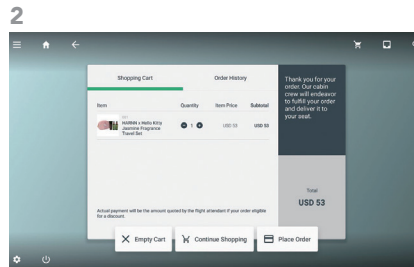 2
Shopping Cart
Order History
Thank you for your
order. Our cabin
crew will endeavor
to fulfill your order
and deliver it to
your seat.
Item
Quantity
Item Price
Subtotal
x Hello Kitty
Jasmine Fragrance
Travel Set
1
USD 53
USD 53
Total
USD 53
Actual payment will be the amount quoted by the flight attendant if your order eligible
for a discount.
Empty Cart
Continue Shopping
Place Order